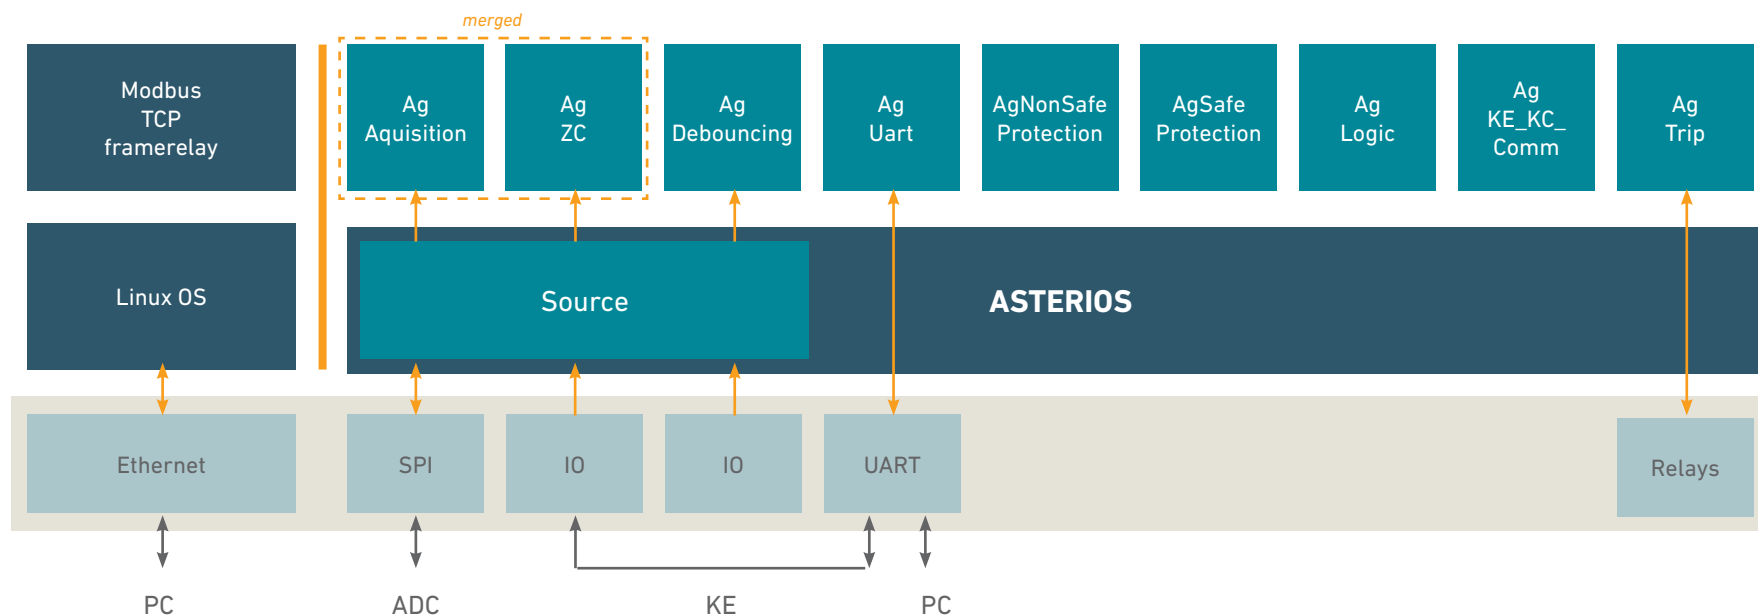 merged
Modbus
TCP
framerelay
Ag
Aquisition
Ag
ZC
Ag
Debouncing
Ag
Uart
AgNonSafe
Protection
AgSafe
Protection
Ag
Logic
Ag
KE_KC_
Comm
Ag
Trip
Linux OS
Source
ASTERIOS
Ethernet
SPI
IO
IO
UART
Relays
PC
ADC
KE
PC